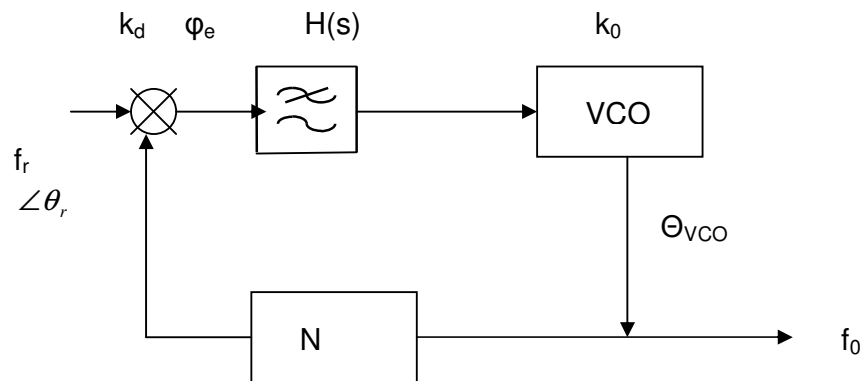 k_d φ_e H(s) k_0
VCO
f_r
∠θ_r
Θ_VCO
N
f_0